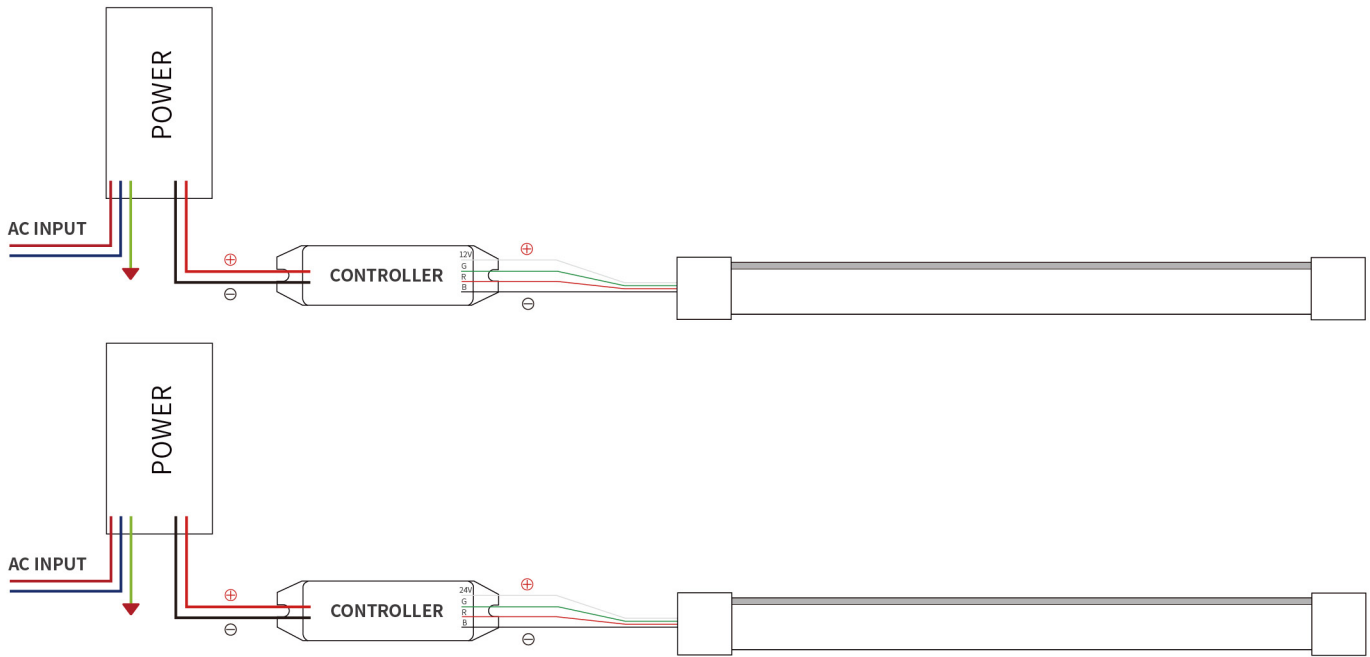 POWER
AC INPUT
CONTROLLER
12V
G
R
B
POWER
AC INPUT
CONTROLLER
24V
G
R
B